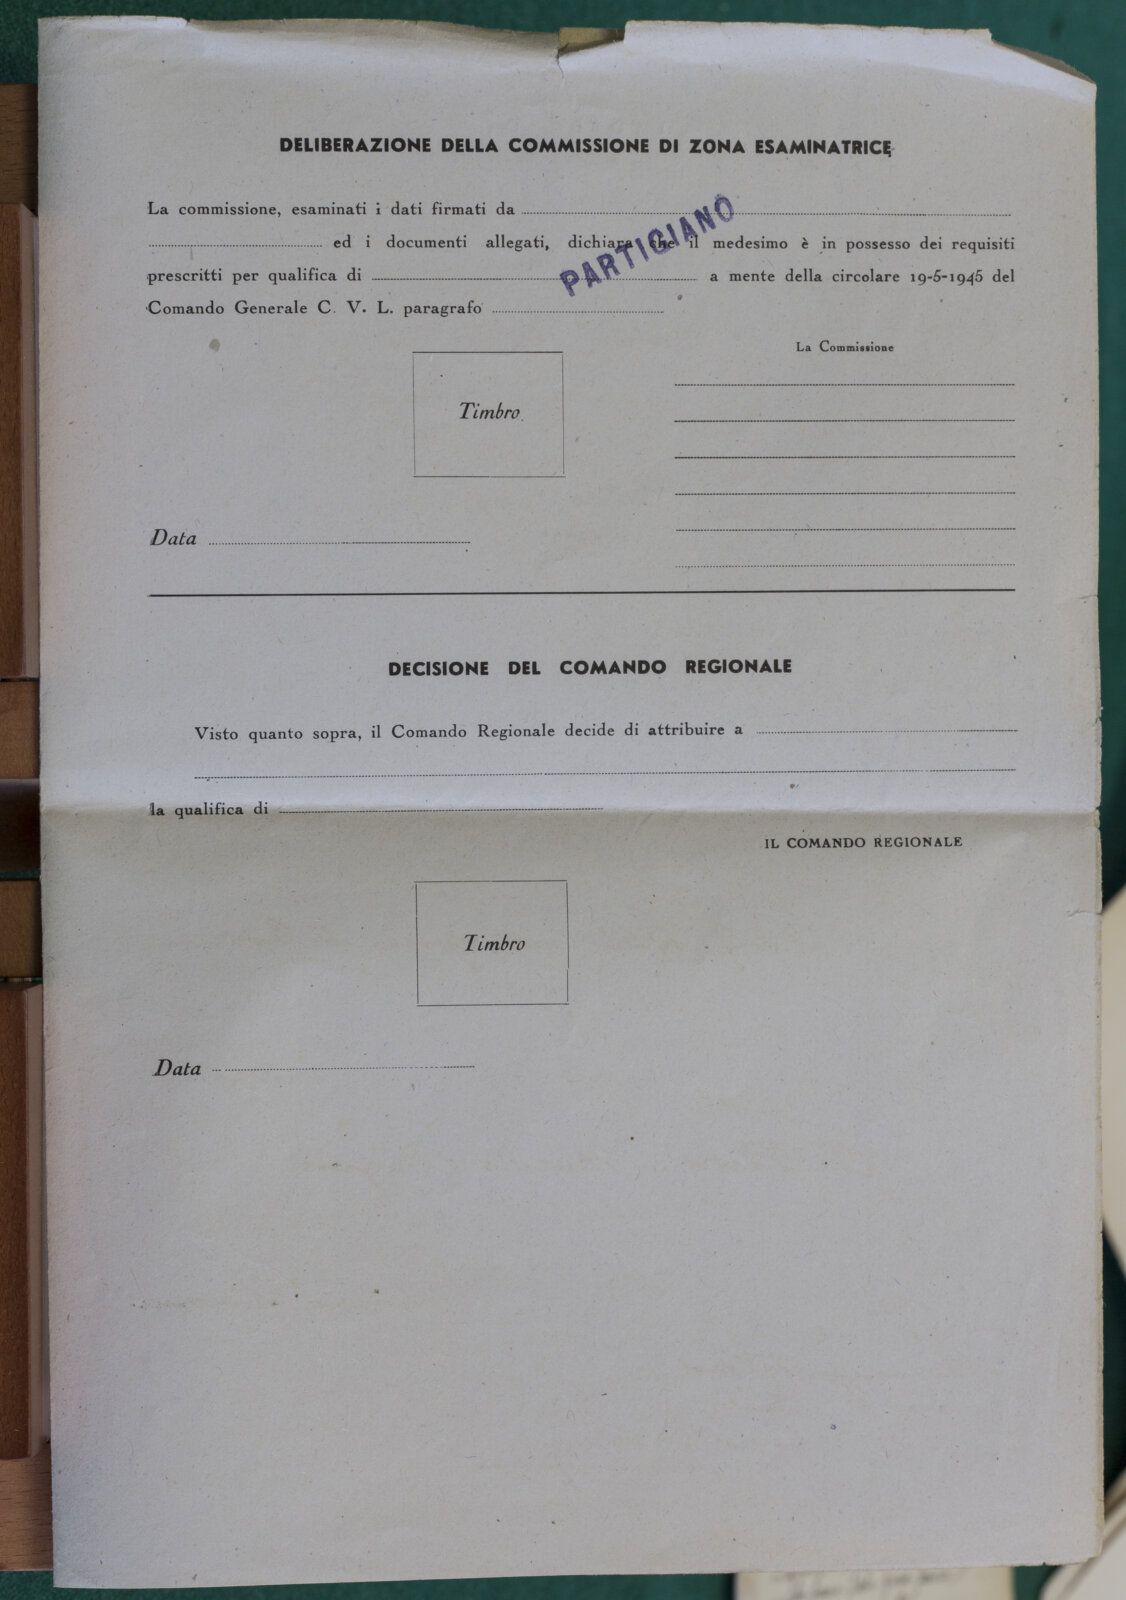 DELIBERAZIONE DELLA COMMISSIONE DI ZONA ESAMINATRICE
La commissione, esaminati i dati firmati da
ed i documenti allegati, dichiara che il medesimo è in possesso dei requisiti
PARTIGIANO
prescritti per qualifica di a mente della circolare 19-5-1945 del
Comando Generale C. V. L. paragrafo
La Commissione
Timbro
Data
DECISIONE DEL COMANDO REGIONALE
Visto quanto sopra, il Comando Regionale decide di attribuire a
la qualifica di
IL COMANDO REGIONALE
Timbro
Data